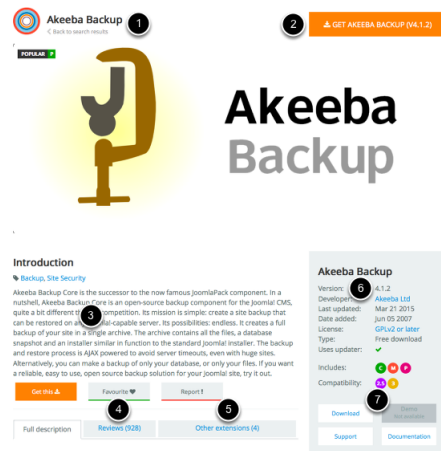 Akeeba Backup
1
< Back to search results
2
GET AKEEBA BACKUP (V4.1.2)
POPULAR P
Akeeba
Backup
Introduction
Backup, Site Security
Akeeba Backup Core is the successor to the now famous JoomlaPack component. In a
nutshell, Akeeba Backup Core is an open-source backup component for the Joomla! CMS,
quite a bit different th 3 ompetition. Its mission is simple: create a site backup that
can be restored on any -capable server. Its possibilities: endless. It creates a full
backup of your site in a single archive. The archive contains all the files, a database
snapshot and an installer similar in function to the standard Joomla! installer. The backup
and restore process is AJAX powered to avoid server timeouts, even with huge sites.
Alternatively, you can make a backup of only your database, or only your files. If you want
a reliable, easy to use, open source backup solution for your Joomla! site, try it out.
Get this
Favourite
Report !
4
5
Full description
Reviews (928)
Other extensions (4)
Akeeba Backup
Version: 6 4.1.2
Developer: Akeeba Ltd
Last updated: Mar 21 2015
Date added: Jun 05 2007
License: GPLv2 or later
Type: Free download
Uses updater:
Includes: C M P
Compatibility: 2.5 3
7
Download
Demo
Not available
Support
Documentation